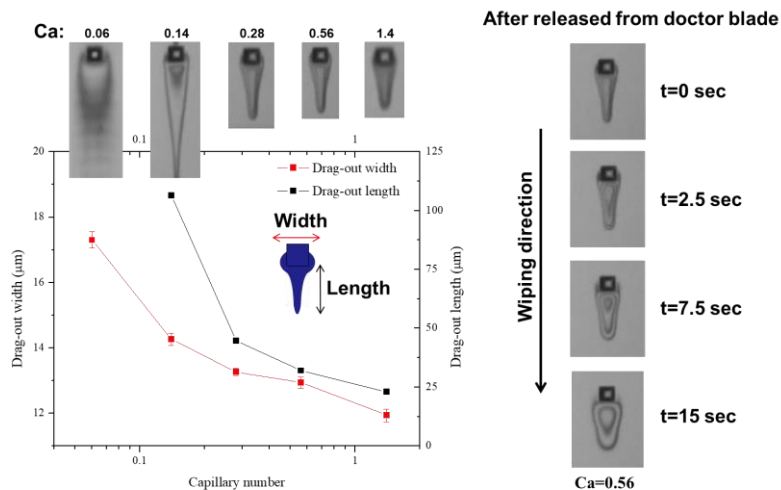 Ca: 0.06 0.14 0.28 0.56 1.4
After released from doctor blade
0.1 1
20 18 16 14 12
Drag-out width (μm)
Drag-out width
Drag-out length
Width
Length
125 100 75 50 25 0
Drag-out length (μm)
0.1 1
Capillary number
Wiping direction
t=0 sec
t=2.5 sec
t=7.5 sec
t=15 sec
Ca=0.56